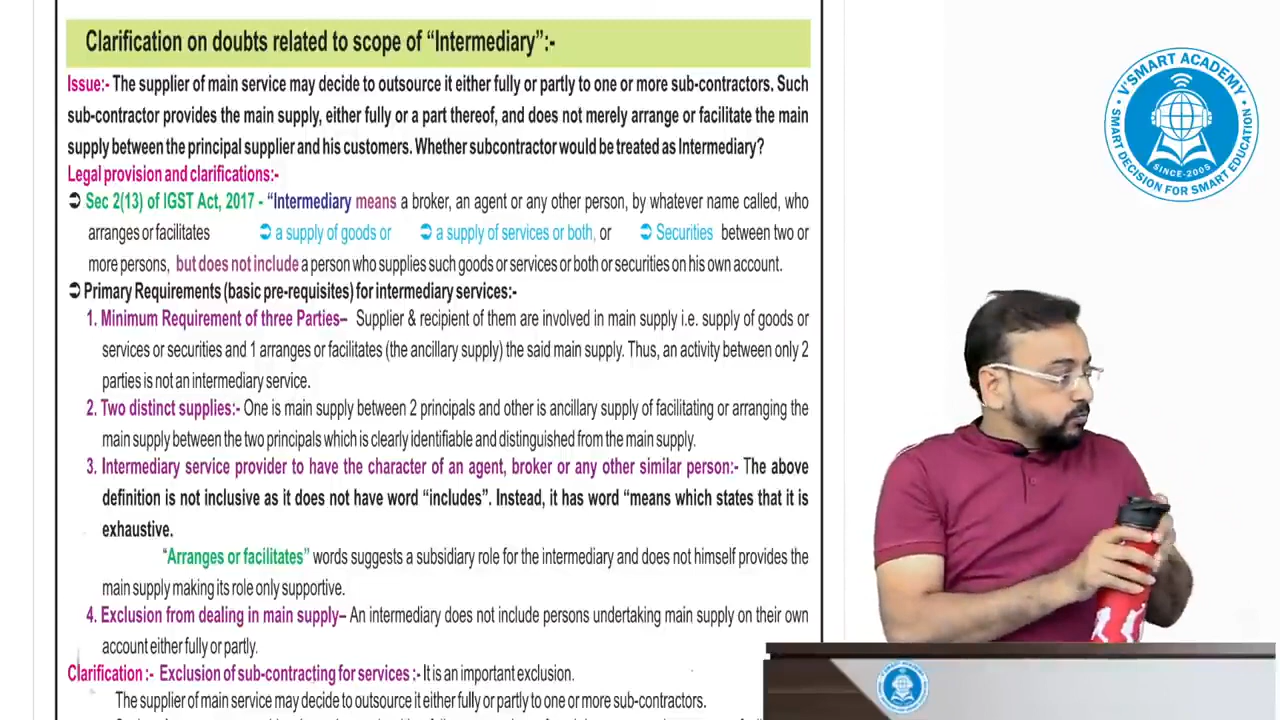 Clarification on doubts related to scope of “Intermediary”:-
Issue:- The supplier of main service may decide to outsource it either fully or partly to one or more sub-contractors. Such
sub-contractor provides the main supply, either fully or a part thereof, and does not merely arrange or facilitate the main
supply between the principal supplier and his customers. Whether subcontractor would be treated as Intermediary?
Legal provision and clarifications:-
➲ Sec 2(13) of IGST Act, 2017 - “Intermediary means a broker, an agent or any other person, by whatever name called, who
arranges or facilitates ➲ a supply of goods or ➲ a supply of services or both, or ➲ Securities between two or
more persons, but does not include a person who supplies such goods or services or both or securities on his own account.
➲ Primary Requirements (basic pre-requisites) for intermediary services:-
1. Minimum Requirement of three Parties– Supplier & recipient of them are involved in main supply i.e. supply of goods or
services or securities and 1 arranges or facilitates (the ancillary supply) the said main supply. Thus, an activity between only 2
parties is not an intermediary service.
2. Two distinct supplies:- One is main supply between 2 principals and other is ancillary supply of facilitating or arranging the
main supply between the two principals which is clearly identifiable and distinguished from the main supply.
3. Intermediary service provider to have the character of an agent, broker or any other similar person:- The above
definition is not inclusive as it does not have word “includes”. Instead, it has word “means which states that it is
exhaustive.
“Arranges or facilitates” words suggests a subsidiary role for the intermediary and does not himself provides the
main supply making its role only supportive.
4. Exclusion from dealing in main supply– An intermediary does not include persons undertaking main supply on their own
account either fully or partly.
Clarification :- Exclusion of sub-contracting for services :- It is an important exclusion.
The supplier of main service may decide to outsource it either fully or partly to one or more sub-contractors.
V'SMART ACADEMY
SINCE-2005
SMART DECISION FOR SMART EDUCATION